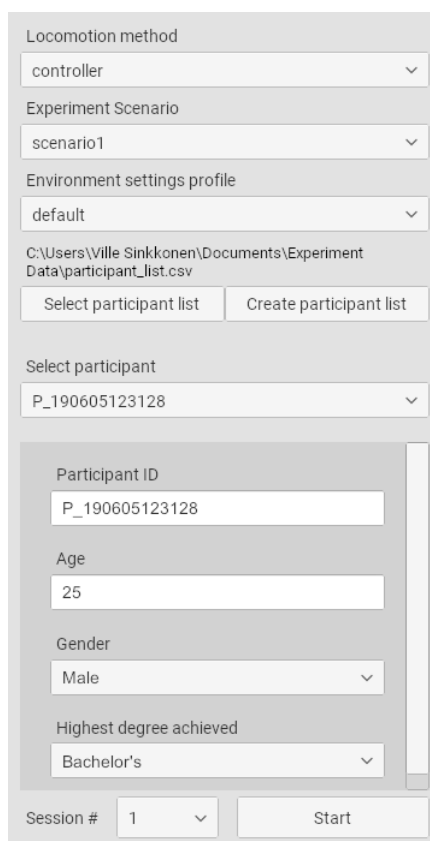 Locomotion method
controller
Experiment Scenario
scenario1
Environment settings profile
default
C:\Users\Ville Sinkkonen\Documents\Experiment
Data\participant_list.csv
Select participant list Create participant list
Select participant
P_190605123128
Participant ID
P_190605123128
Age
25
Gender
Male
Highest degree achieved
Bachelor's
Session # 1 Start